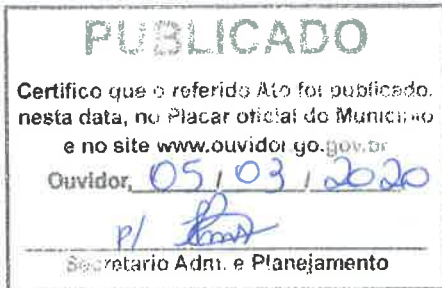 PUBLICADO
Certifico que o referido Ato foi publicado,
nesta data, no Placar oficial do Município
e no site www.ouvidor.go.gov.br
Ouvidor, 05 / 03 / 2020
p/
Secretario Adm. e Planejamento